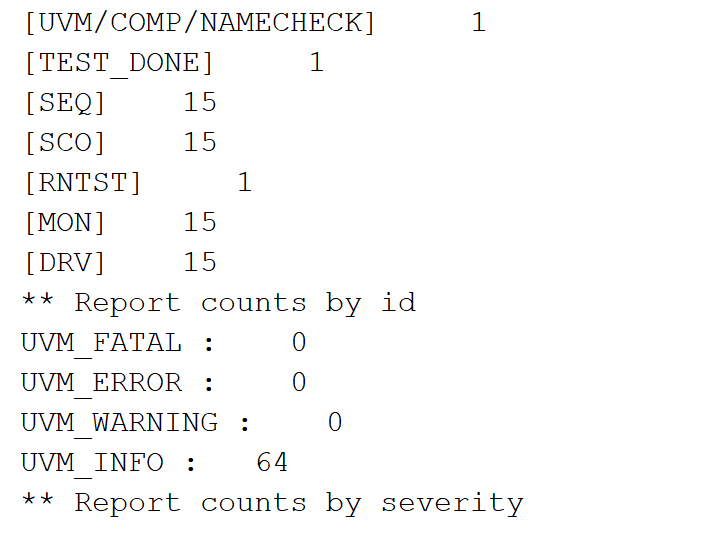 [UVM/COMP/NAMECHECK]     1
[TEST_DONE]     1
[SEQ]    15
[SCO]    15
[RNTST]     1
[MON]    15
[DRV]    15
** Report counts by id
UVM_FATAL :    0
UVM_ERROR :    0
UVM_WARNING :    0
UVM_INFO :   64
** Report counts by severity